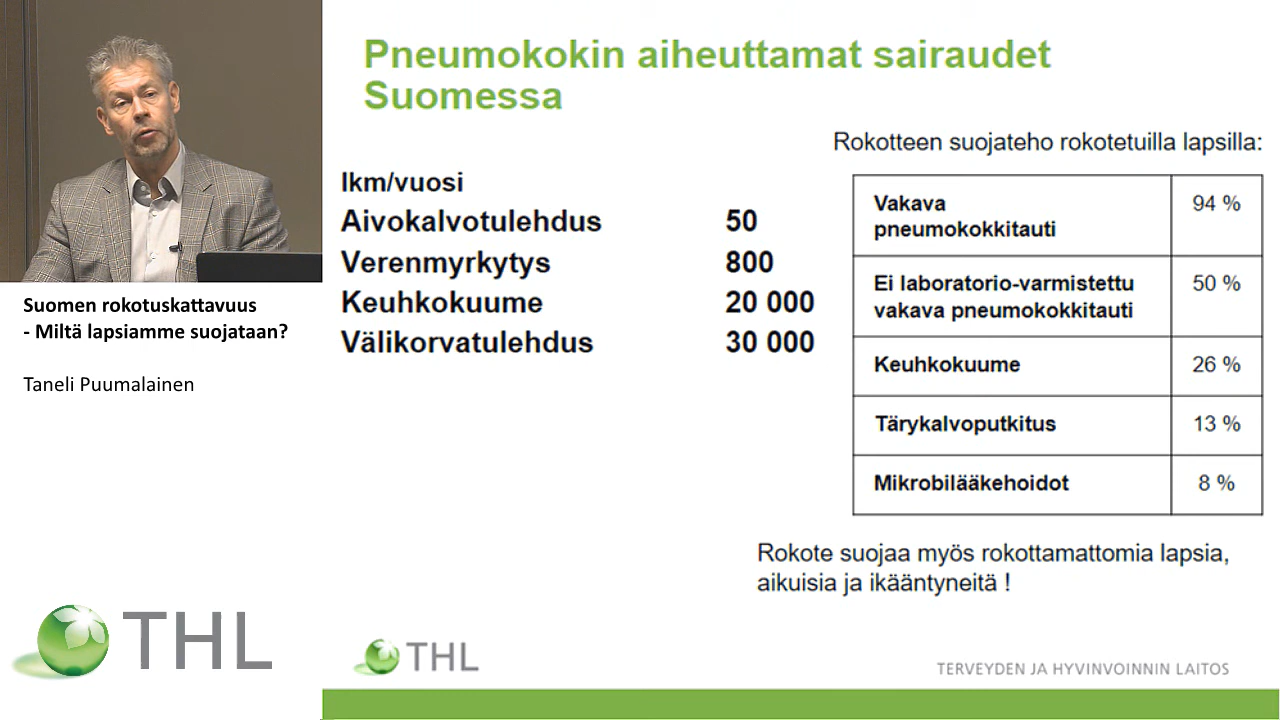 Pneumokokin aiheuttamat sairaudet
Suomessa
Rokotteen suojateho rokotetuilla lapsilla:
lkm/vuosi
Aivokalvotulehdus 50
Verenmyrkytys 800
Keuhkokuume 20 000
Välikorvatulehdus 30 000
Vakava
pneumokokkitauti 94 %
Ei laboratorio-varmistettu
vakava pneumokokkitauti 50 %
Keuhkokuume 26 %
Tärykalvoputkitus 13 %
Mikrobilääkehoidot 8 %
Rokote suojaa myös rokottamattomia lapsia,
aikuisia ja ikääntyneitä !
Suomen rokotuskattavuus
- Miltä lapsiamme suojataan?
Taneli Puumalainen
THL
THL
TERVEYDEN JA HYVINVOINNIN LAITOS